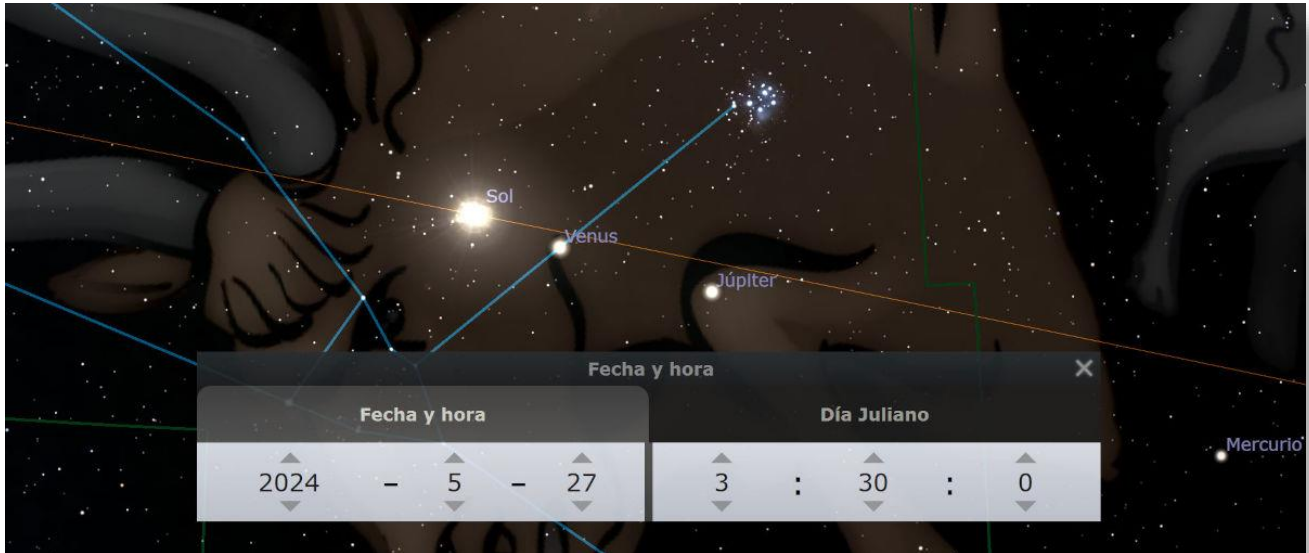 Sol
Venus
Júpiter
Fecha y hora ×
Fecha y hora Día Juliano
Mercurio
2024 - 5 - 27 3 : 30 : 0